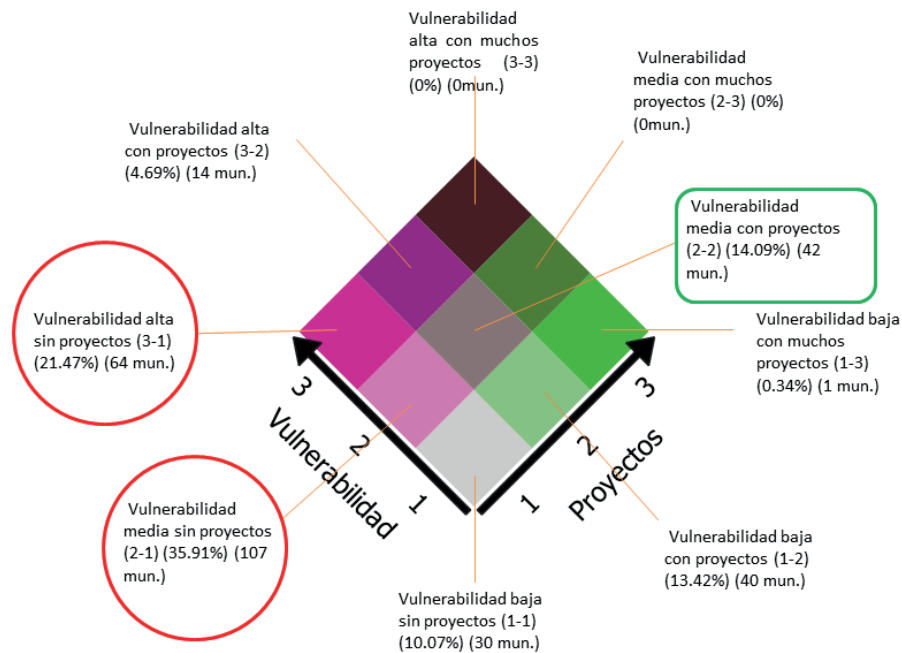 Vulnerabilidad
alta con muchos
proyectos (3-3)
(0%) (0mun.)
Vulnerabilidad
media con muchos
proyectos (2-3) (0%)
(0mun.)
Vulnerabilidad alta
con proyectos (3-2)
(4.69%) (14 mun.)
Vulnerabilidad
media con proyectos
(2-2) (14.09%) (42
mun.)
Vulnerabilidad alta
sin proyectos (3-1)
(21.47%) (64 mun.)
Vulnerabilidad baja
con muchos
proyectos (1-3)
(0.34%) (1 mun.)
3
2
1
Vulnerabilidad
1
2
3
Proyectos
Vulnerabilidad
media sin proyectos
(2-1) (35.91%) (107
mun.)
Vulnerabilidad baja
con proyectos (1-2)
(13.42%) (40 mun.)
Vulnerabilidad baja
sin proyectos (1-1)
(10.07%) (30 mun.)